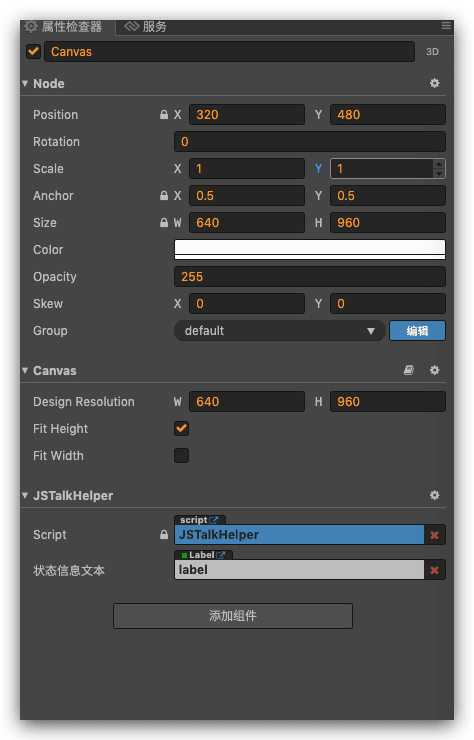 属性检查器 服务
Canvas 3D
Node
Position X 320 Y 480
Rotation 0
Scale X 1 Y 1
Anchor X 0.5 Y 0.5
Size W 640 H 960
Color
Opacity 255
Skew X 0 Y 0
Group default 编辑
Canvas
Design Resolution W 640 H 960
Fit Height
Fit Width
JSTalkHelper
script
Script JSTalkHelper
Label
状态信息文本 label
添加组件